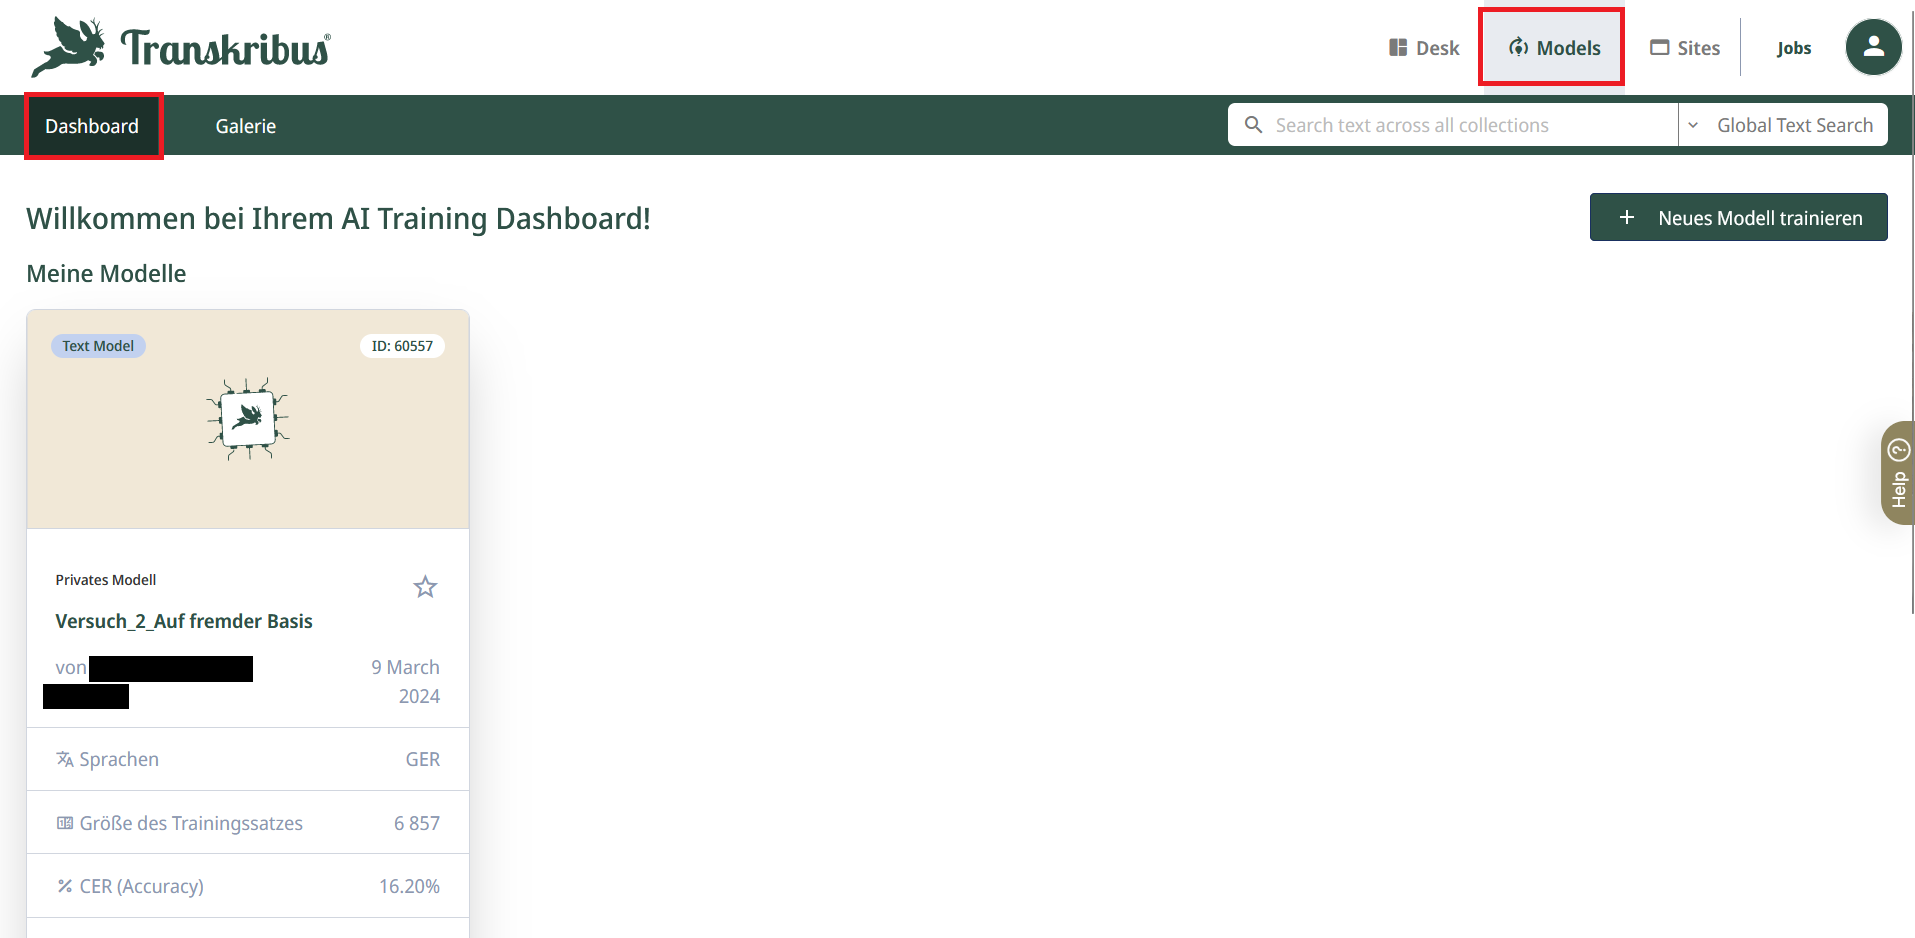 Transkribus®
Desk
Models
Sites
Jobs
Dashboard
Galerie
Search text across all collections
Global Text Search
Willkommen bei Ihrem AI Training Dashboard!
+ Neues Modell trainieren
Meine Modelle
Text Model
ID: 60557
Help
Privates Modell
Versuch_2_Auf fremder Basis
von
9 March
2024
Sprachen
GER
Größe des Trainingssatzes
6 857
CER (Accuracy)
16.20%